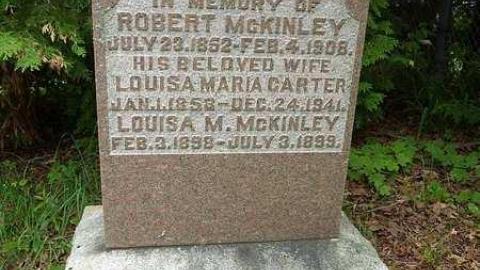 IN MEMORY OF
ROBERT McKINLEY
JULY 23.1852-FEB.4.1908.
HIS BELOVED WIFE
LOUISA MARIA CARTER
JAN.1.1858-DEC.24.1941.
LOUISA M. McKINLEY
FEB.3.1898-JULY 3.1899.